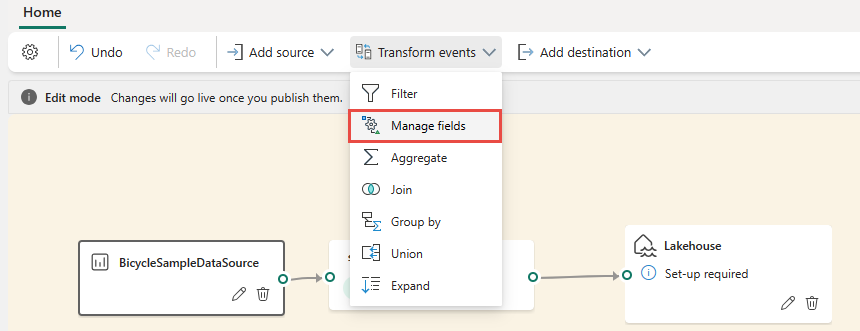 Home
Undo
Redo
Add source
Transform events
Add destination
Edit mode Changes will go live once you publish them.
Filter
Manage fields
Aggregate
Join
Group by
Union
Expand
BicycleSampleDataSource
Lakehouse
Set-up required